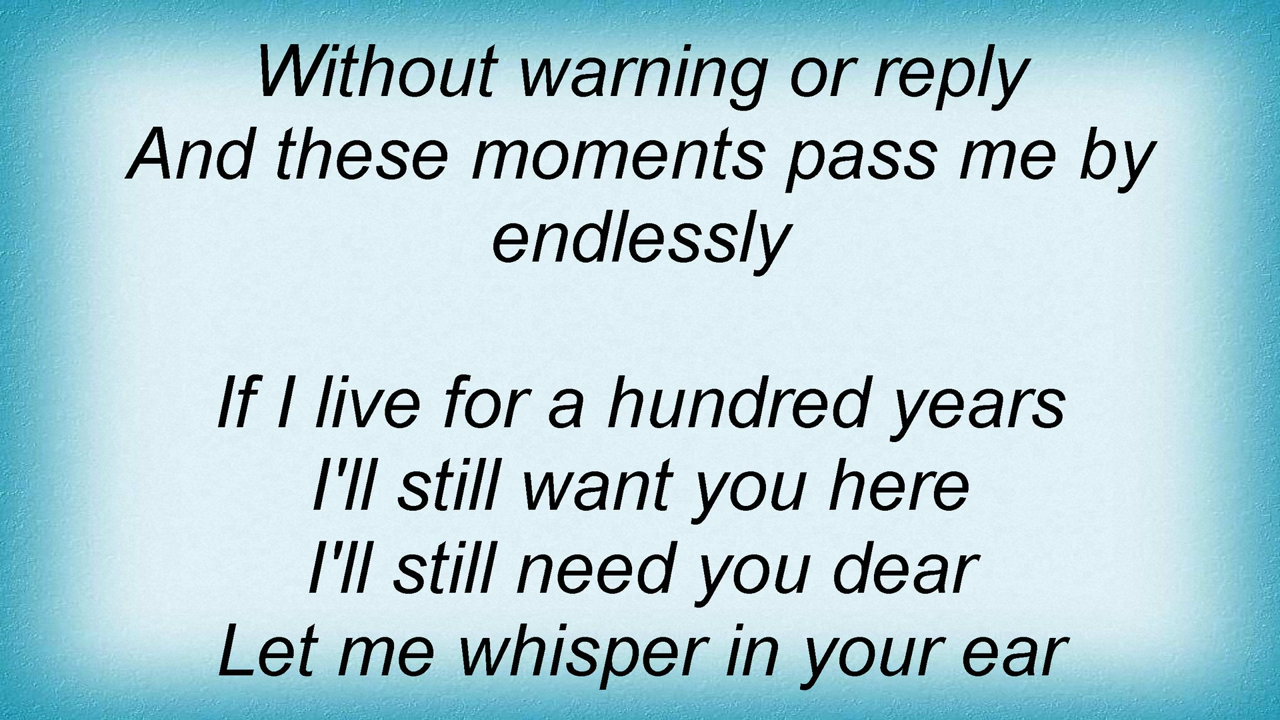 Without warning or reply
And these moments pass me by
endlessly
If I live for a hundred years
I'll still want you here
I'll still need you dear
Let me whisper in your ear